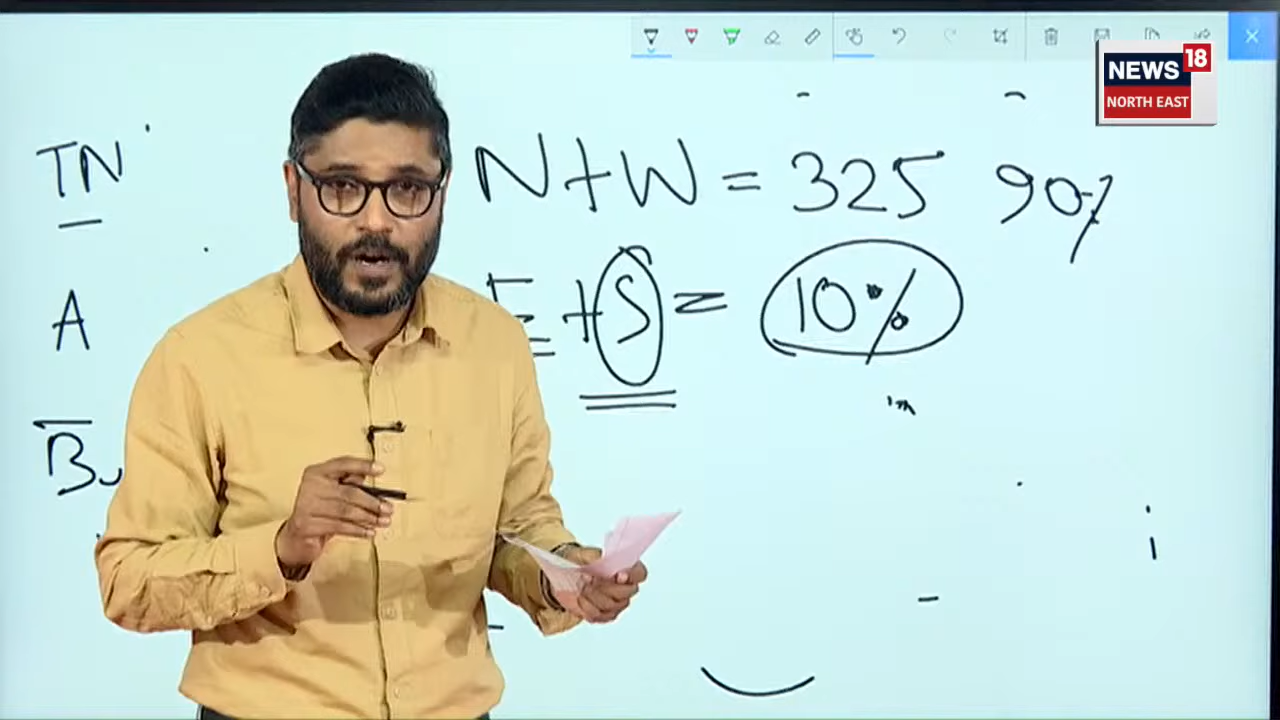 NEWS 18
NORTH EAST
TN
N+W = 325 90%
E+S = 10%
A
B